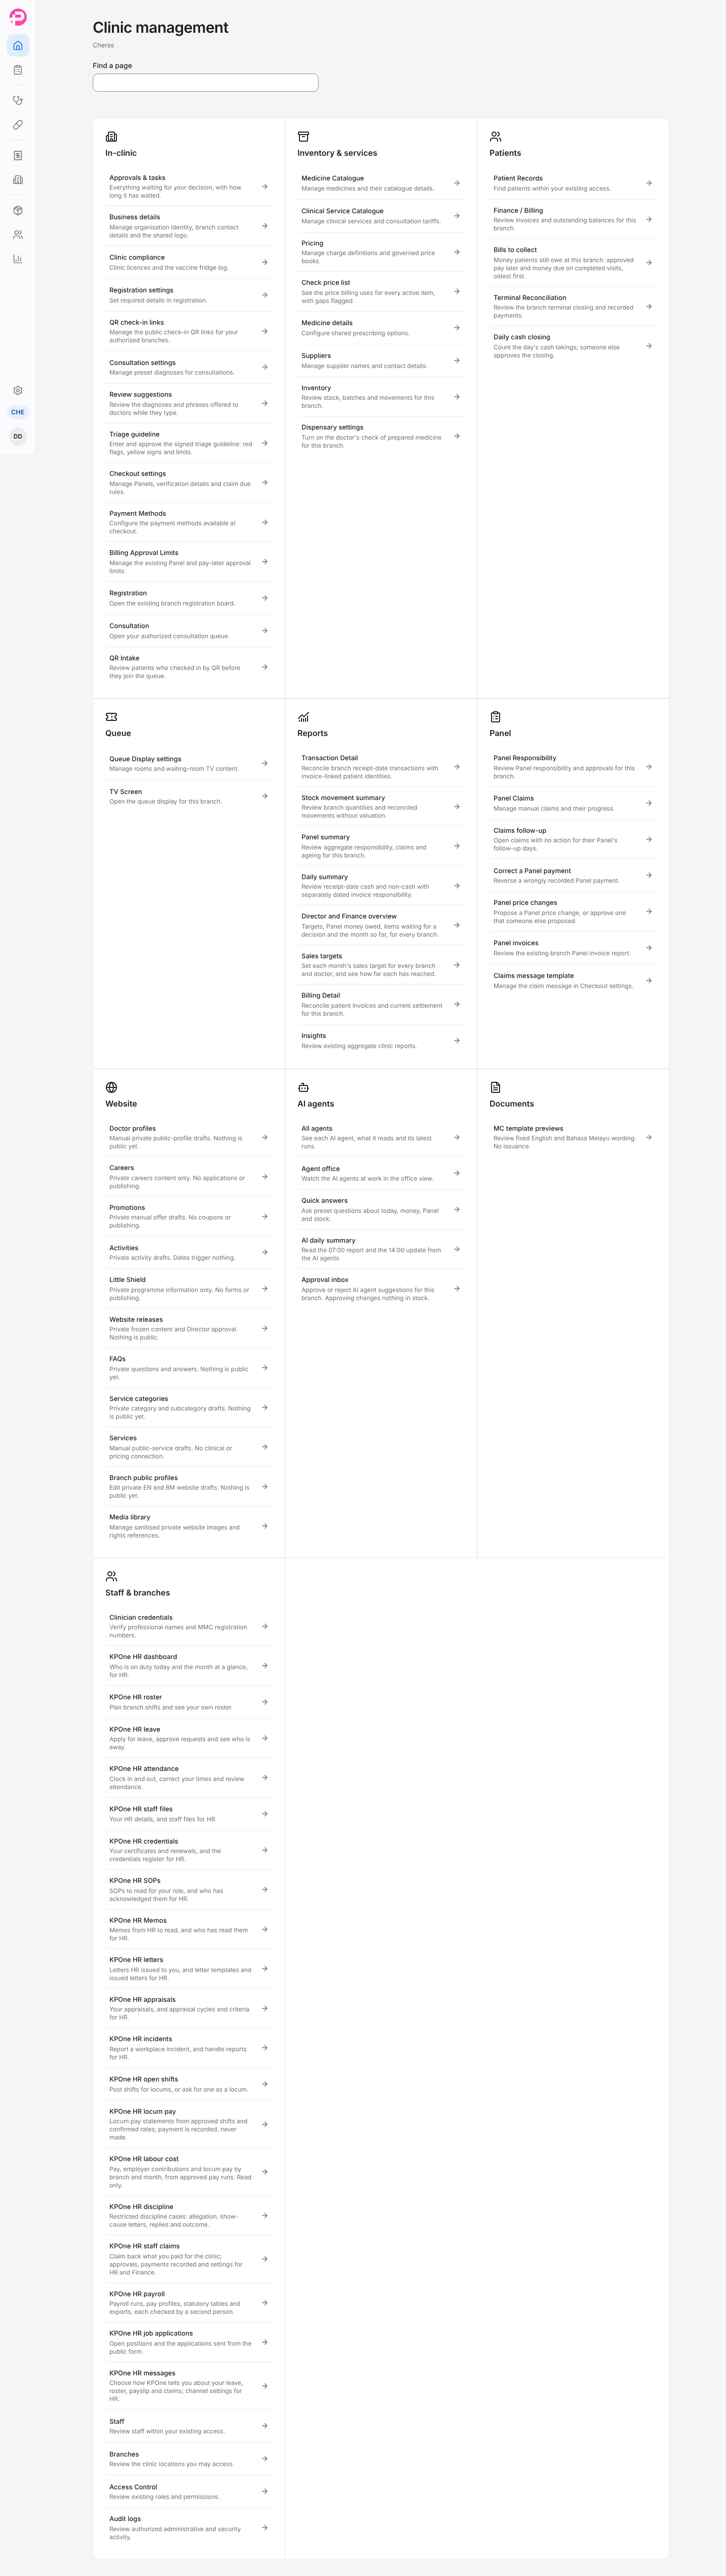 Clinic management
Cheras
Find a page
In-clinic
Approvals & tasks
Everything waiting for your decision, with how
long it has waited.
Business details
Manage organisation identity, branch contact
details and the shared logo.
Clinic compliance
Clinic licences and the vaccine fridge log.
Registration settings
Set required details in registration.
QR check-in links
Manage the public check-in QR links for your
authorized branches.
Consultation settings
Manage preset diagnoses for consultations.
Review suggestions
Review the diagnoses and phrases offered to
doctors while they type.
Triage guideline
Enter and approve the signed triage guideline: red
flags, yellow signs and limits.
Checkout settings
Manage Panels, verification details and claim due
rules.
Payment Methods
Configure the payment methods available at
checkout.
Billing Approval Limits
Manage the existing Panel and pay-later approval
limits.
Registration
Open the existing branch registration board.
Consultation
Open your authorized consultation queue.
QR Intake
Review patients who checked in by QR before
they join the queue.
Inventory & services
Medicine Catalogue
Manage medicines and their catalogue details.
Clinical Service Catalogue
Manage clinical services and consultation tariffs.
Pricing
Manage charge definitions and governed price
books.
Check price list
See the price billing uses for every active item,
with gaps flagged.
Medicine details
Configure shared prescribing options.
Suppliers
Manage supplier names and contact details.
Inventory
Review stock, batches and movements for this
branch.
Dispensary settings
Turn on the doctor's check of prepared medicine
for this branch.
Patients
Patient Records
Find patients within your existing access.
Finance / Billing
Review invoices and outstanding balances for this
branch.
Bills to collect
Money patients still owe at this branch: approved
pay later and money due on completed visits,
oldest first.
Terminal Reconciliation
Review the branch terminal closing and recorded
payments.
Daily cash closing
Count the day's cash takings; someone else
approves the closing.
CHE
DD
Queue
Queue Display settings
Manage rooms and waiting-room TV content.
TV Screen
Open the queue display for this branch.
Reports
Transaction Detail
Reconcile branch receipt-date transactions with
invoice-linked patient identities.
Stock movement summary
Review branch quantities and reconciled
movements without valuation.
Panel summary
Review aggregate responsibility, claims and
ageing for this branch.
Daily summary
Review receipt-date cash and non-cash with
separately dated invoice responsibility.
Director and Finance overview
Targets, Panel money owed, items waiting for a
decision and the month so far, for every branch.
Sales targets
Set each month's sales target for every branch
and doctor, and see how far each has reached.
Billing Detail
Reconcile patient invoices and current settlement
for this branch.
Insights
Review existing aggregate clinic reports.
Panel
Panel Responsibility
Review Panel responsibility and approvals for this
branch.
Panel Claims
Manage manual claims and their progress.
Claims follow-up
Open claims with no action for their Panel's
follow-up days.
Correct a Panel payment
Reverse a wrongly recorded Panel payment.
Panel price changes
Propose a Panel price change, or approve one
that someone else proposed.
Panel invoices
Review the existing branch Panel invoice report.
Claims message template
Manage the claim message in Checkout settings.
Website
Doctor profiles
Manual private public-profile drafts. Nothing is
public yet.
Careers
Private careers content only. No applications or
publishing.
Promotions
Private manual offer drafts. No coupons or
publishing.
Activities
Private activity drafts. Dates trigger nothing.
Little Shield
Private programme information only. No forms or
publishing.
Website releases
Private frozen content and Director approval.
Nothing is public.
FAQs
Private questions and answers. Nothing is public
yet.
Service categories
Private category and subcategory drafts. Nothing
is public yet.
Services
Manual public-service drafts. No clinical or
pricing connection.
Branch public profiles
Edit private EN and BM website drafts. Nothing is
public yet.
Media library
Manage sanitised private website images and
rights references.
AI agents
All agents
See each AI agent, what it reads and its latest
runs.
Agent office
Watch the AI agents at work in the office view.
Quick answers
Ask preset questions about today, money, Panel
and stock.
AI daily summary
Read the 07:00 report and the 14:00 update from
the AI agents.
Approval inbox
Approve or reject AI agent suggestions for this
branch. Approving changes nothing in stock.
Documents
MC template previews
Review fixed English and Bahasa Melayu wording.
No issuance.
Staff & branches
Clinician credentials
Verify professional names and MMC registration
numbers.
KPOne HR dashboard
Who is on duty today and the month at a glance,
for HR.
KPOne HR roster
Plan branch shifts and see your own roster.
KPOne HR leave
Apply for leave, approve requests and see who is
away.
KPOne HR attendance
Clock in and out, correct your times and review
attendance.
KPOne HR staff files
Your HR details, and staff files for HR.
KPOne HR credentials
Your certificates and renewals, and the
credentials register for HR.
KPOne HR SOPs
SOPs to read for your role, and who has
acknowledged them for HR.
KPOne HR Memos
Memos from HR to read, and who has read them
for HR.
KPOne HR letters
Letters HR issued to you, and letter templates and
issued letters for HR.
KPOne HR appraisals
Your appraisals, and appraisal cycles and criteria
for HR.
KPOne HR incidents
Report a workplace incident, and handle reports
for HR.
KPOne HR open shifts
Post shifts for locums, or ask for one as a locum.
KPOne HR locum pay
Locum pay statements from approved shifts and
confirmed rates; payment is recorded, never
made.
KPOne HR labour cost
Pay, employer contributions and locum pay by
branch and month, from approved pay runs. Read
only.
KPOne HR discipline
Restricted discipline cases: allegation, show-
cause letters, replies and outcome.
KPOne HR staff claims
Claim back what you paid for the clinic;
approvals, payments recorded and settings for
HR and Finance.
KPOne HR payroll
Payroll runs, pay profiles, statutory tables and
exports, each checked by a second person.
KPOne HR job applications
Open positions and the applications sent from the
public form.
KPOne HR messages
Choose how KPOne tells you about your leave,
roster, payslip and claims; channel settings for
HR.
Staff
Review staff within your existing access.
Branches
Review the clinic locations you may access.
Access Control
Review existing roles and permissions.
Audit logs
Review authorized administrative and security
activity.